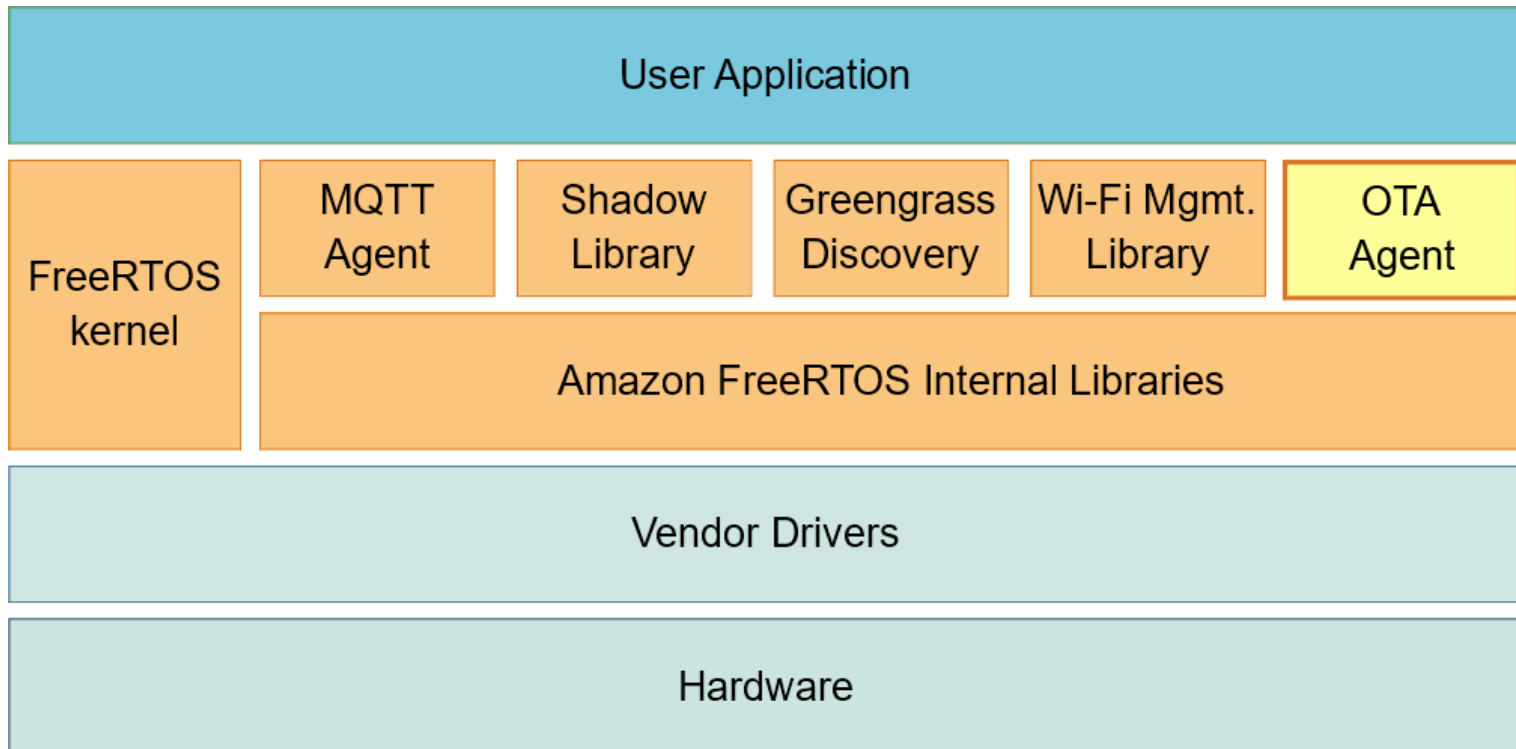 User Application
FreeRTOS
kernel
MQTT
Agent
Shadow
Library
Greengrass
Discovery
Wi-Fi Mgmt.
Library
OTA
Agent
Amazon FreeRTOS Internal Libraries
Vendor Drivers
Hardware